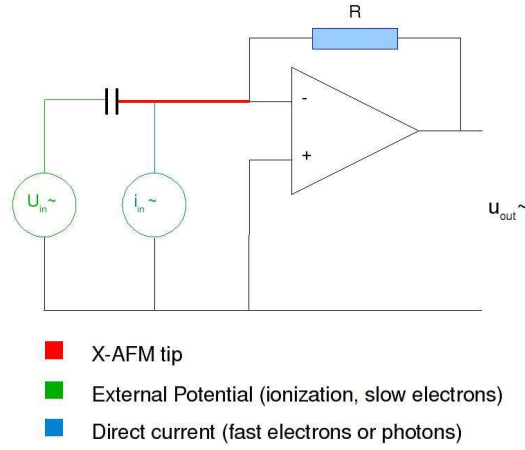 R
-
+
U_in~
i_in~
u_out~
X-AFM tip
External Potential (ionization, slow electrons)
Direct current (fast electrons or photons)